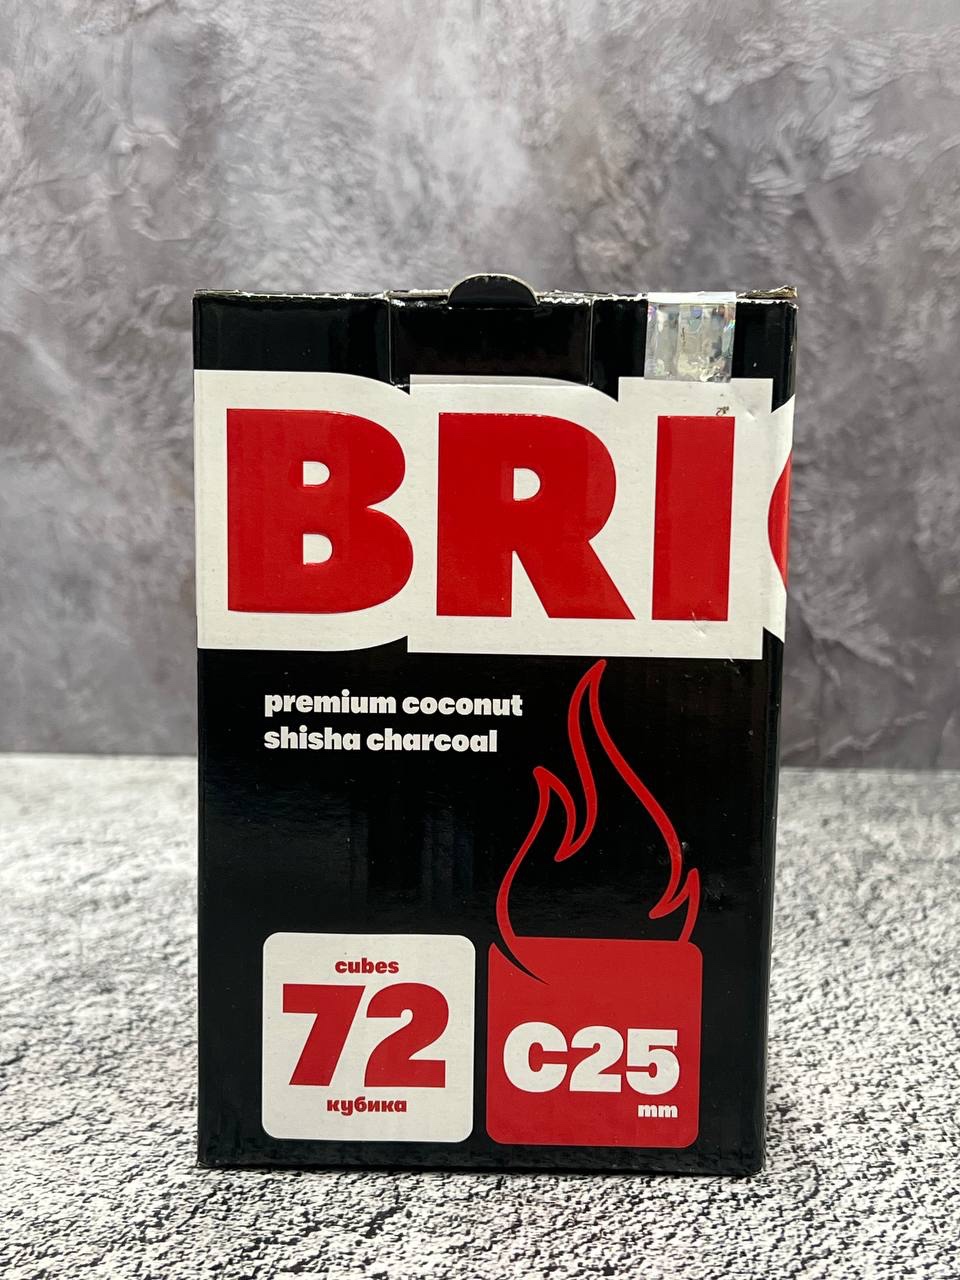 BRI
premium coconut
shisha charcoal
cubes
72
кубика
C25
mm